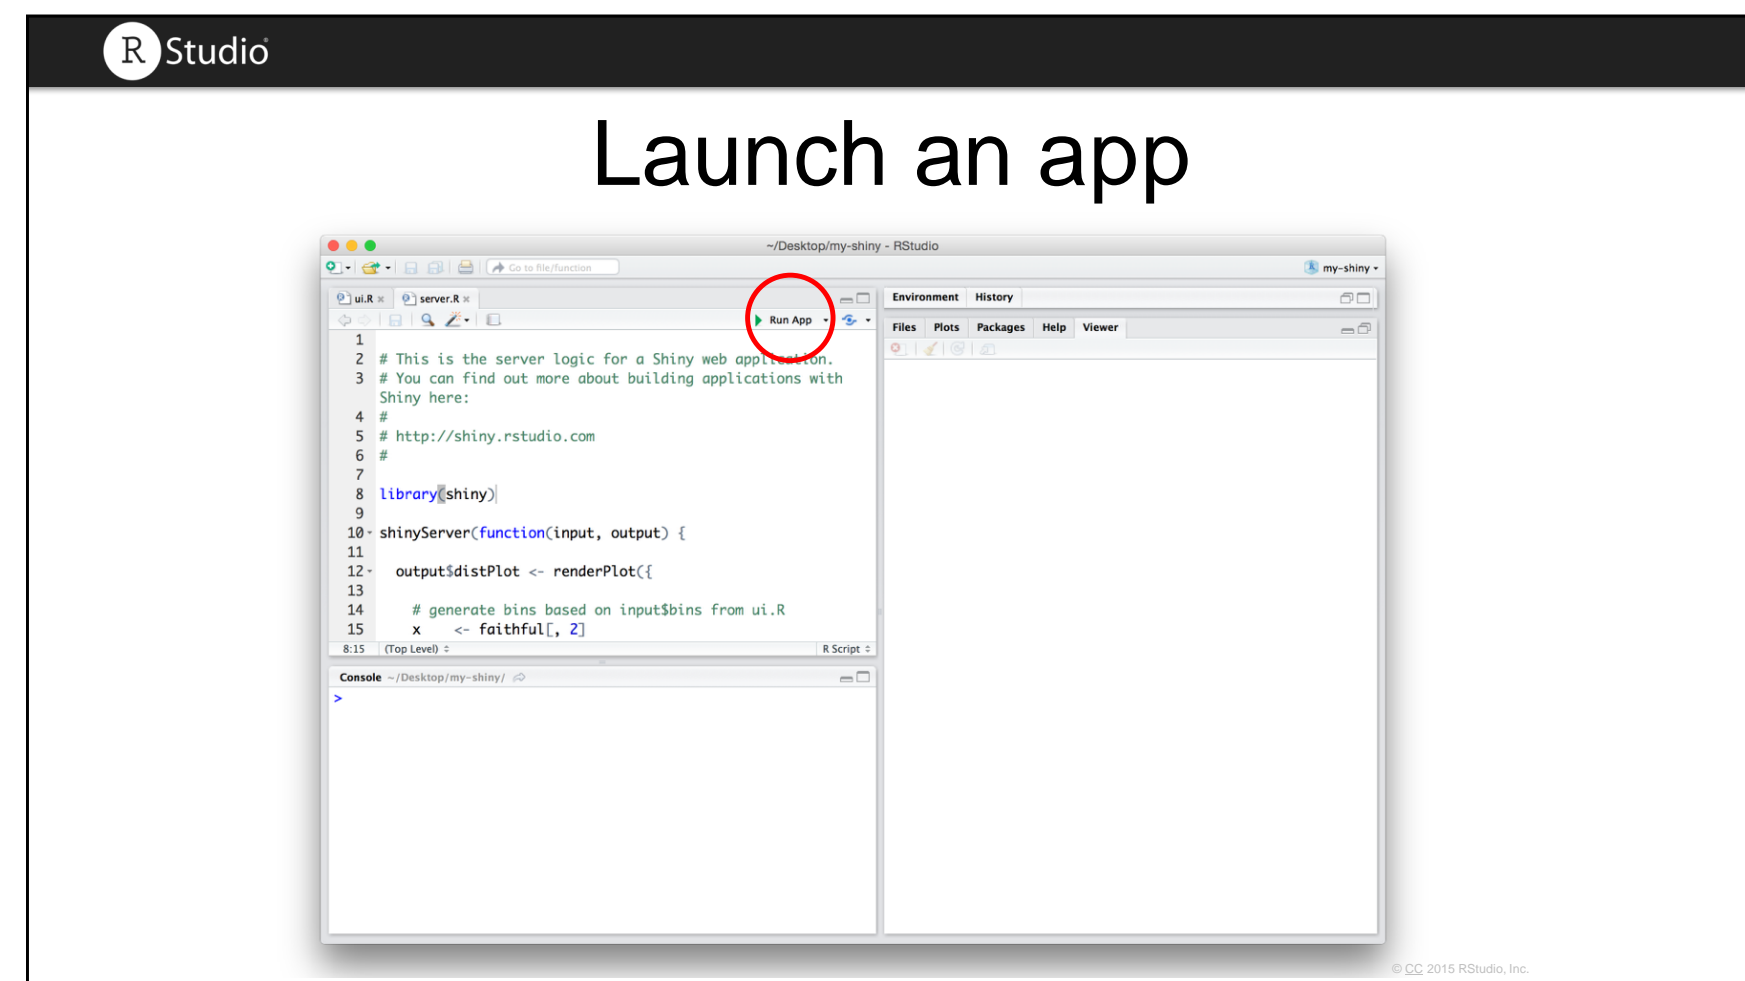 R Studio®
Launch an app
~/Desktop/my-shiny - RStudio
Go to file/function
my-shiny
ui.R × server.R ×
Run App
1
2 # This is the server logic for a Shiny web application.
3 # You can find out more about building applications with
Shiny here:
4 #
5 # http://shiny.rstudio.com
6 #
7
8 library(shiny)
9
10 shinyServer(function(input, output) {
11
12 output$distPlot <- renderPlot({
13
14 # generate bins based on input$bins from ui.R
15 x <- faithful[, 2]
8:15 (Top Level) R Script
Console ~/Desktop/my-shiny/
>
Environment History
Files Plots Packages Help Viewer
© CC 2015 RStudio, Inc.